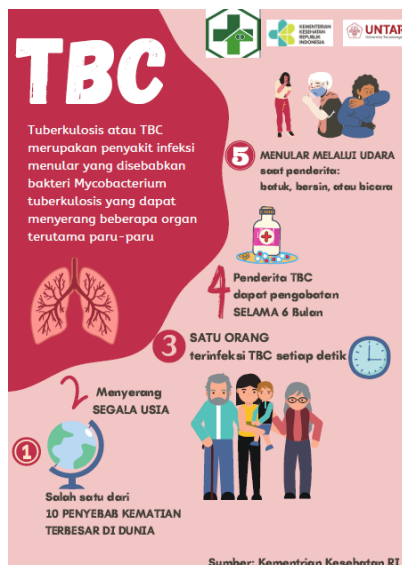 KEMENTERIAN
KESEHATAN
REPUBLIK
INDONESIA
UNTAR
TBC
Tuberkulosis atau TBC
merupakan penyakit infeksi
menular yang disebabkan
bakteri Mycobacterium
tuberkulosis yang dapat
menyerang beberapa organ
terutama paru-paru
5
MENULAR MELALUI UDARA
saat penderita:
batuk, bersin, atau bicara
4
Penderita TBC
dapat pengobatan
SELAMA 6 Bulan
3
SATU ORANG
terinfeksi TBC setiap detik
2
Menyerang
SEGALA USIA
1
Salah satu dari
10 PENYEBAB KEMATIAN
TERBESAR DI DUNIA
Sumber: Kementrian Kesehatan RI